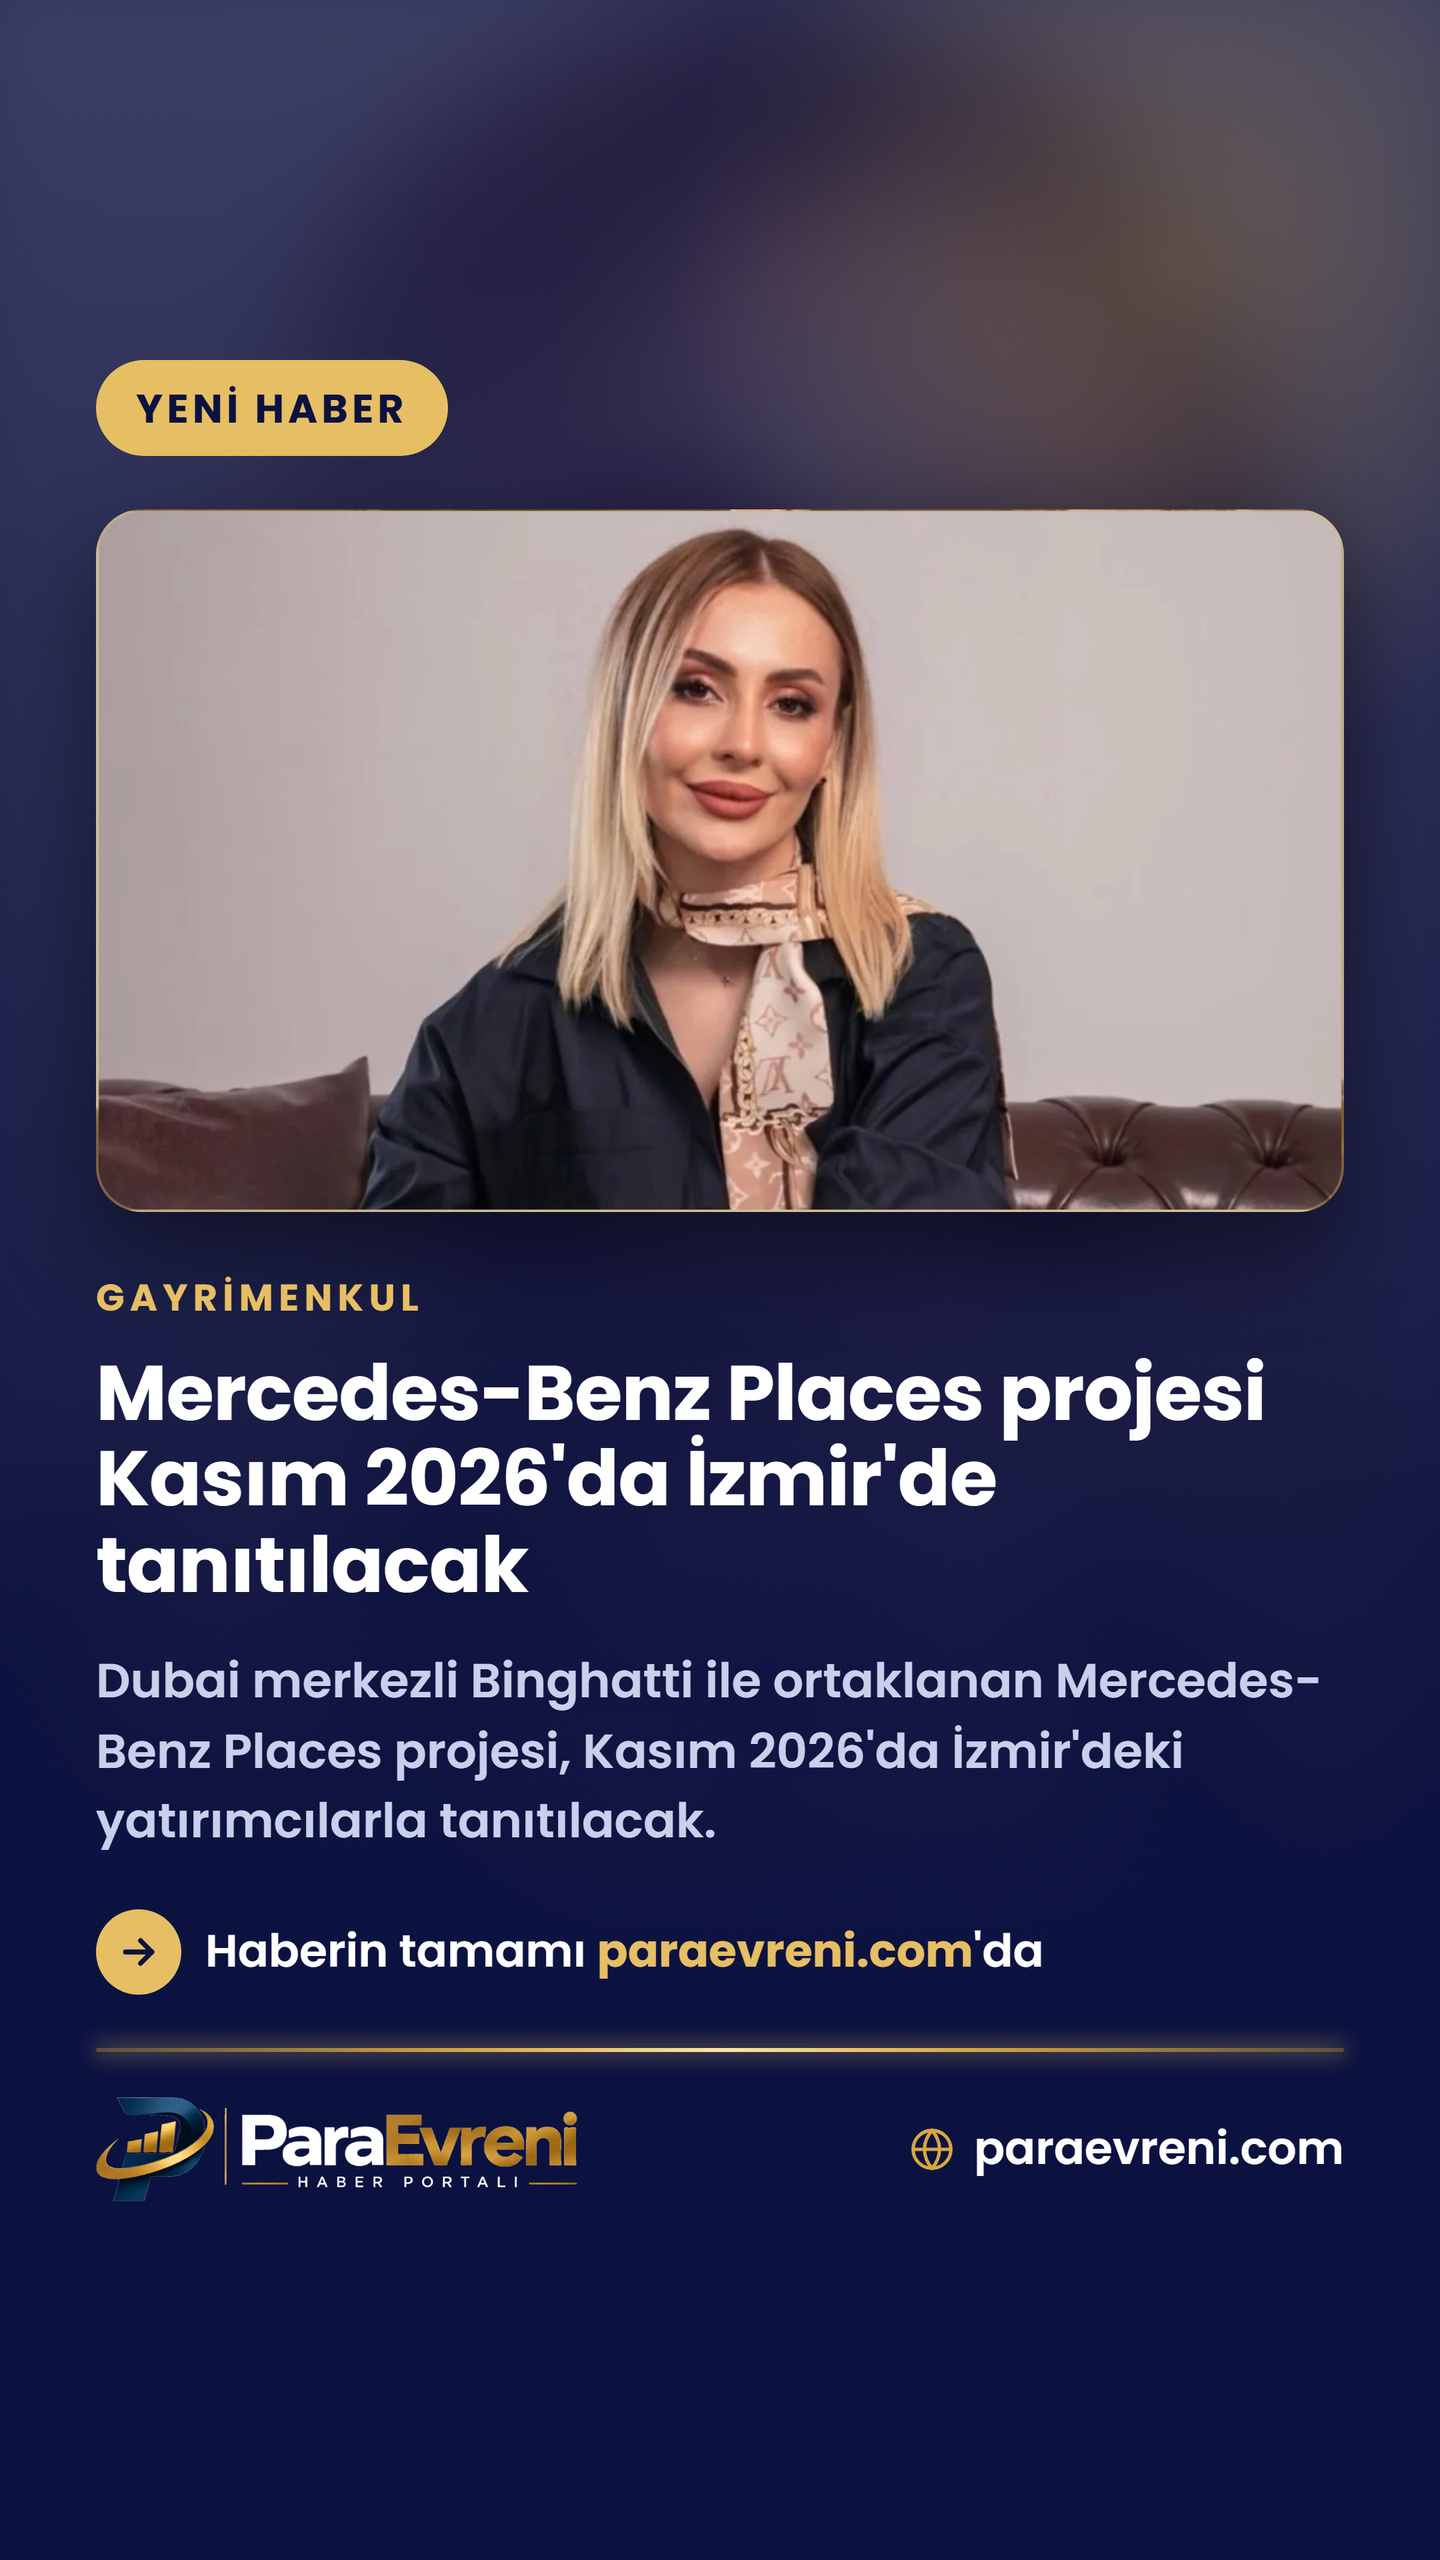 YENİ HABER
GAYRİMENKUL
Mercedes-Benz Places projesi
Kasım 2026'da İzmir'de
tanıtılacak
Dubai merkezli Binghatti ile ortaklanan Mercedes-
Benz Places projesi, Kasım 2026'da İzmir'deki
yatırımcılarla tanıtılacak.
Haberin tamamı paraevreni.com'da
ParaEvreni
HABER PORTALI
paraevreni.com